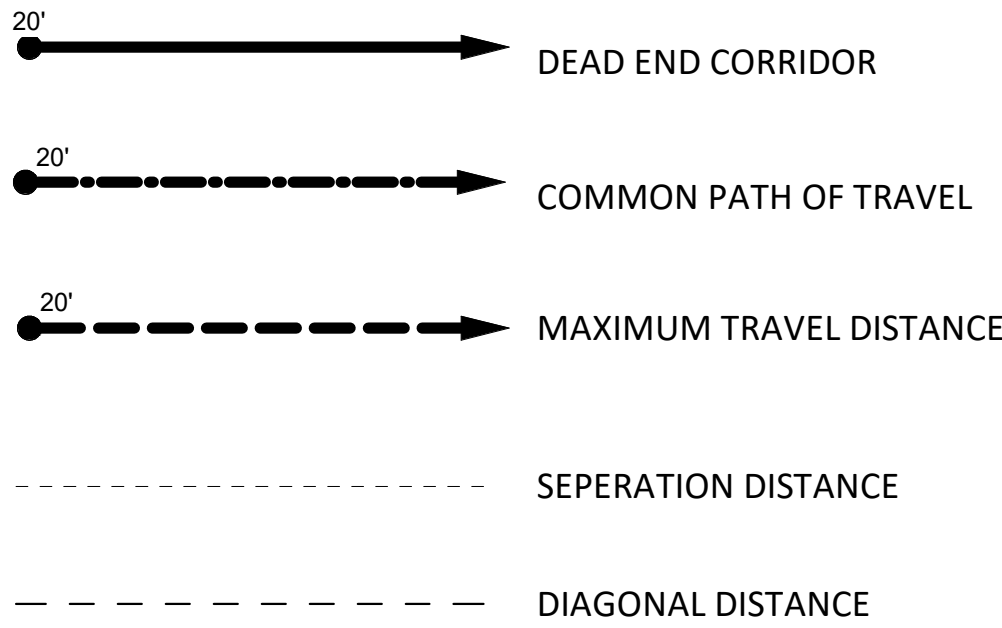 20'
DEAD END CORRIDOR
20'
COMMON PATH OF TRAVEL
20'
MAXIMUM TRAVEL DISTANCE
SEPERATION DISTANCE
DIAGONAL DISTANCE